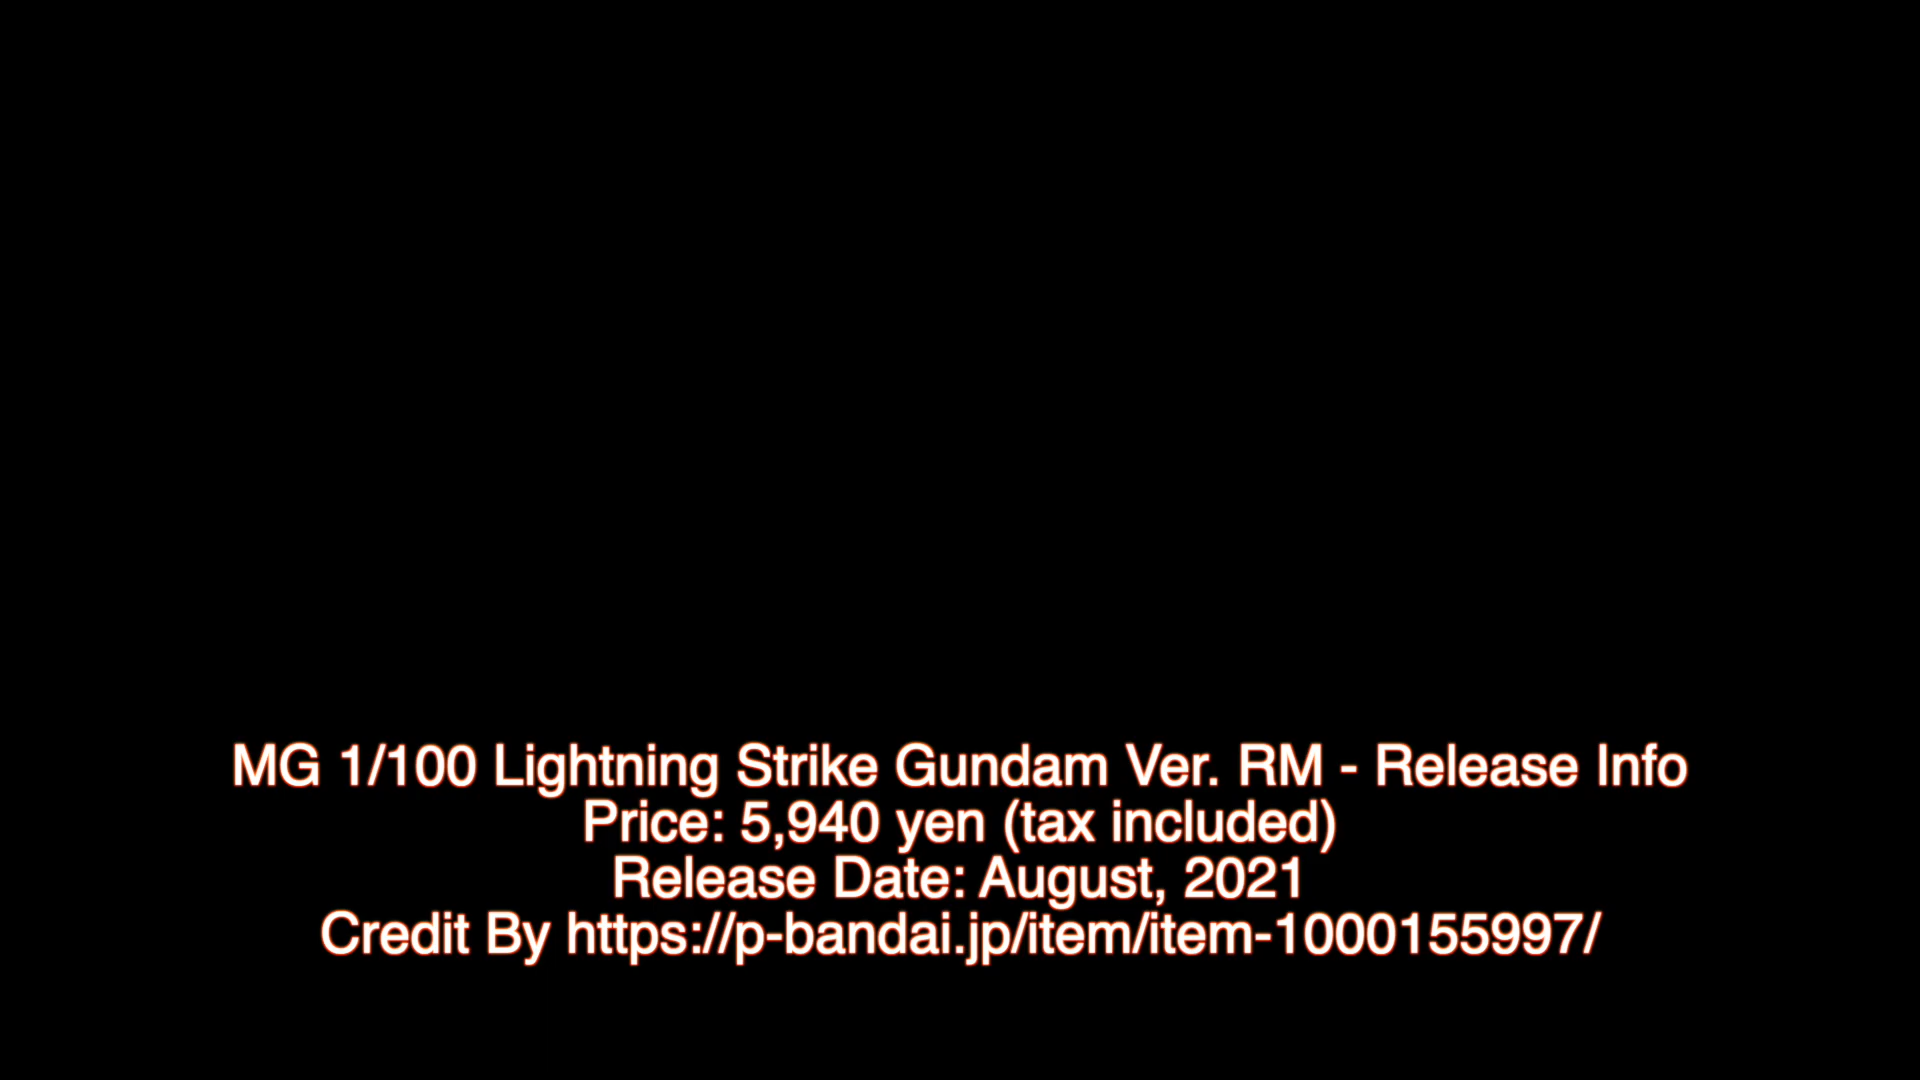 MG 1/100 Lightning Strike Gundam Ver. RM - Release Info
Price: 5,940 yen (tax included)
Release Date: August, 2021
Credit By https://p-bandai.jp/item/item-1000155997/